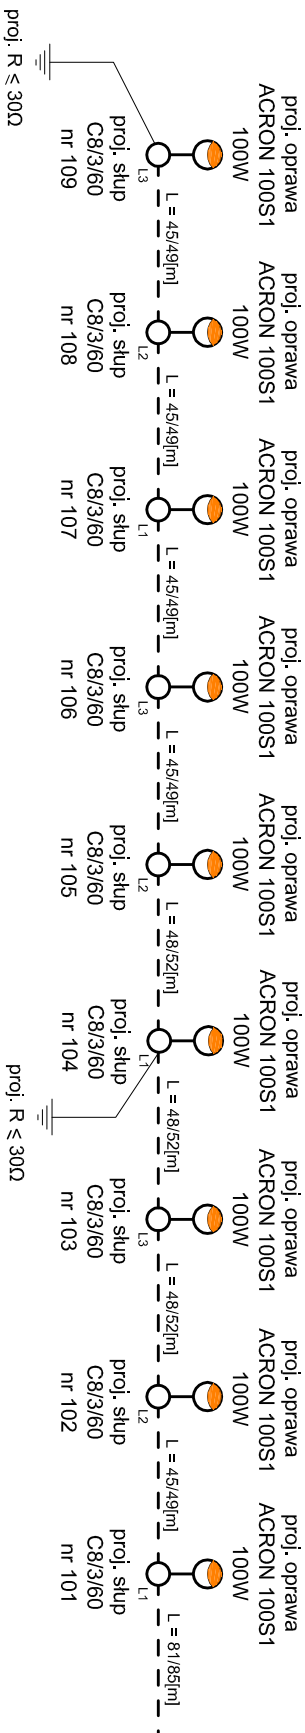 proj. oprawa
ACRON 100S1
100W
proj. oprawa
ACRON 100S1
100W
proj. oprawa
ACRON 100S1
100W
proj. oprawa
ACRON 100S1
100W
proj. oprawa
ACRON 100S1
100W
proj. oprawa
ACRON 100S1
100W
proj. oprawa
ACRON 100S1
100W
proj. oprawa
ACRON 100S1
100W
proj. oprawa
ACRON 100S1
100W
L = 45/49[m]
L = 45/49[m]
L = 45/49[m]
L = 45/49[m]
L = 48/52[m]
L = 48/52[m]
L = 48/52[m]
L = 45/49[m]
L = 81/85[m]
L3
L2
L1
L3
L2
L1
L3
L2
L1
proj. słup
C8/3/60
nr 109
proj. słup
C8/3/60
nr 108
proj. słup
C8/3/60
nr 107
proj. słup
C8/3/60
nr 106
proj. słup
C8/3/60
nr 105
proj. słup
C8/3/60
nr 104
proj. słup
C8/3/60
nr 103
proj. słup
C8/3/60
nr 102
proj. słup
C8/3/60
nr 101
proj. R ≤ 30Ω
proj. R ≤ 30Ω